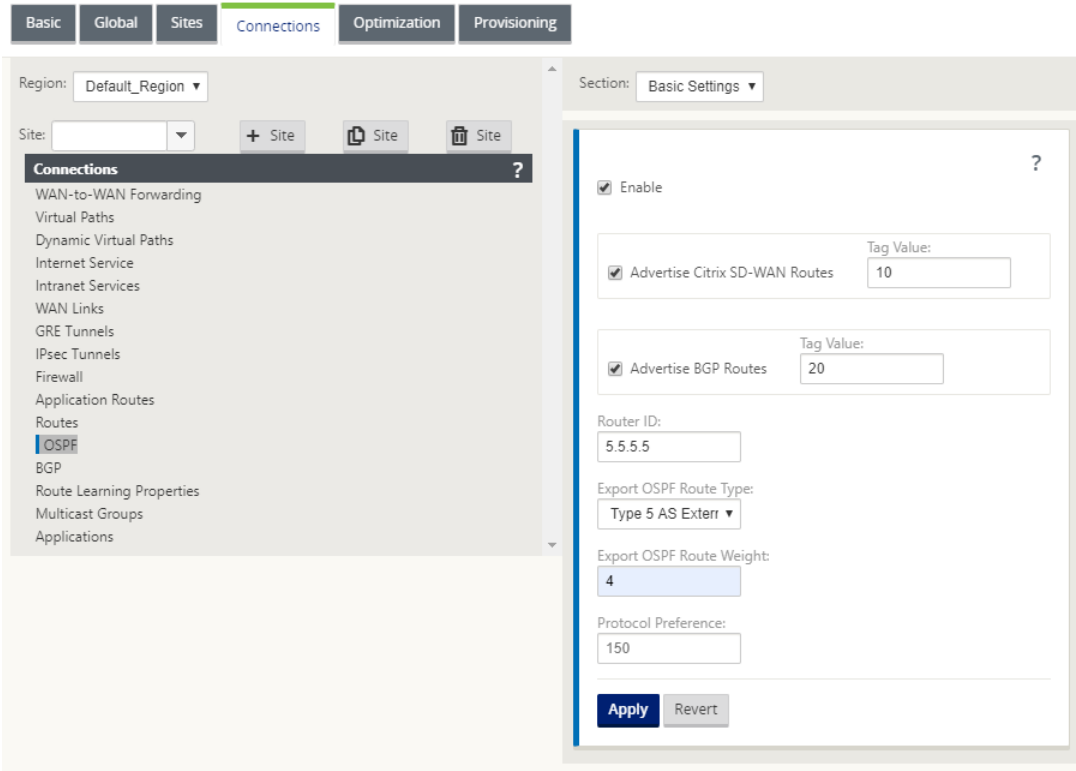 Basic Global Sites Connections Optimization Provisioning
Region: Default_Region
Site: + Site Site Site
Connections ?
WAN-to-WAN Forwarding
Virtual Paths
Dynamic Virtual Paths
Internet Service
Intranet Services
WAN Links
GRE Tunnels
IPsec Tunnels
Firewall
Application Routes
Routes
OSPF
BGP
Route Learning Properties
Multicast Groups
Applications
Section: Basic Settings
?
Enable
Tag Value:
Advertise Citrix SD-WAN Routes 10
Tag Value:
Advertise BGP Routes 20
Router ID:
5.5.5.5
Export OSPF Route Type:
Type 5 AS Extern
Export OSPF Route Weight:
4
Protocol Preference:
150
Apply Revert